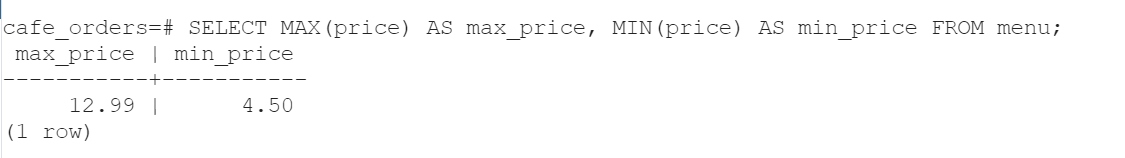 cafe_orders=# SELECT MAX(price) AS max_price, MIN(price) AS min_price FROM menu;
 max_price | min_price
-----------+-----------
     12.99 |      4.50
(1 row)